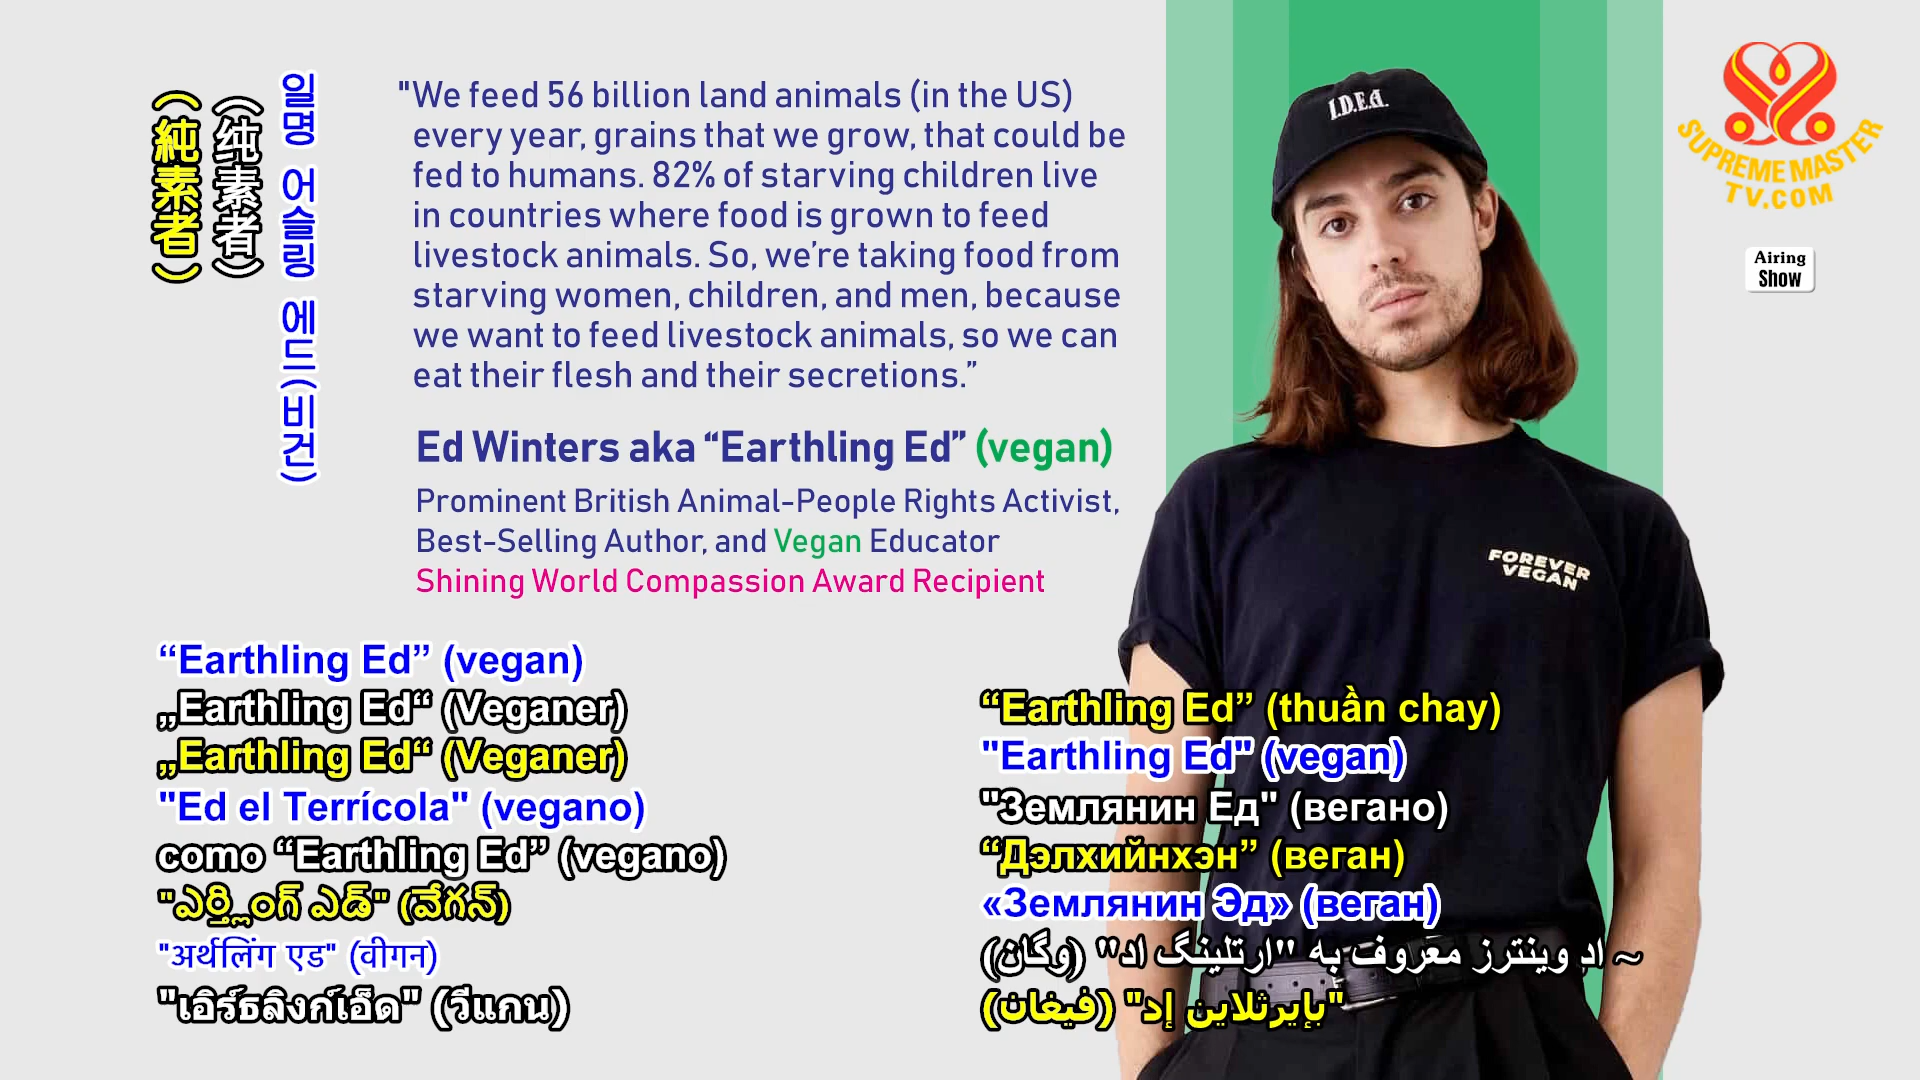 (純素者)
(纯素者)
일명 어슬링 에드(비건)
"We feed 56 billion land animals (in the US)
every year, grains that we grow, that could be
fed to humans. 82% of starving children live
in countries where food is grown to feed
livestock animals. So, we’re taking food from
starving women, children, and men, because
we want to feed livestock animals, so we can
eat their flesh and their secretions.”
Ed Winters aka “Earthling Ed” (vegan)
Prominent British Animal-People Rights Activist,
Best-Selling Author, and Vegan Educator
Shining World Compassion Award Recipient
“Earthling Ed” (vegan)
„Earthling Ed“ (Veganer)
„Earthling Ed“ (Veganer)
"Ed el Terrícola" (vegano)
como “Earthling Ed” (vegano)
"ఎర్త్లింగ్ ఎడ్" (వేగన్)
"अर्थलिंग एड" (वीगन)
"เอิร์ธลิงก์เอ็ด" (วีแกน)
“Earthling Ed” (thuần chay)
"Earthling Ed" (vegan)
"Землянин Ед" (вегано)
“Дэлхийнхэн” (веган)
«Землянин Эд» (веган)
~ اد وینترز معروف به "ارتلینگ اد" (وگان)
"بإيرثلاين إد" (فيغان)
I.D.E.A.
FOREVER
VEGAN
SUPREME MASTER
TV.COM
Airing
Show